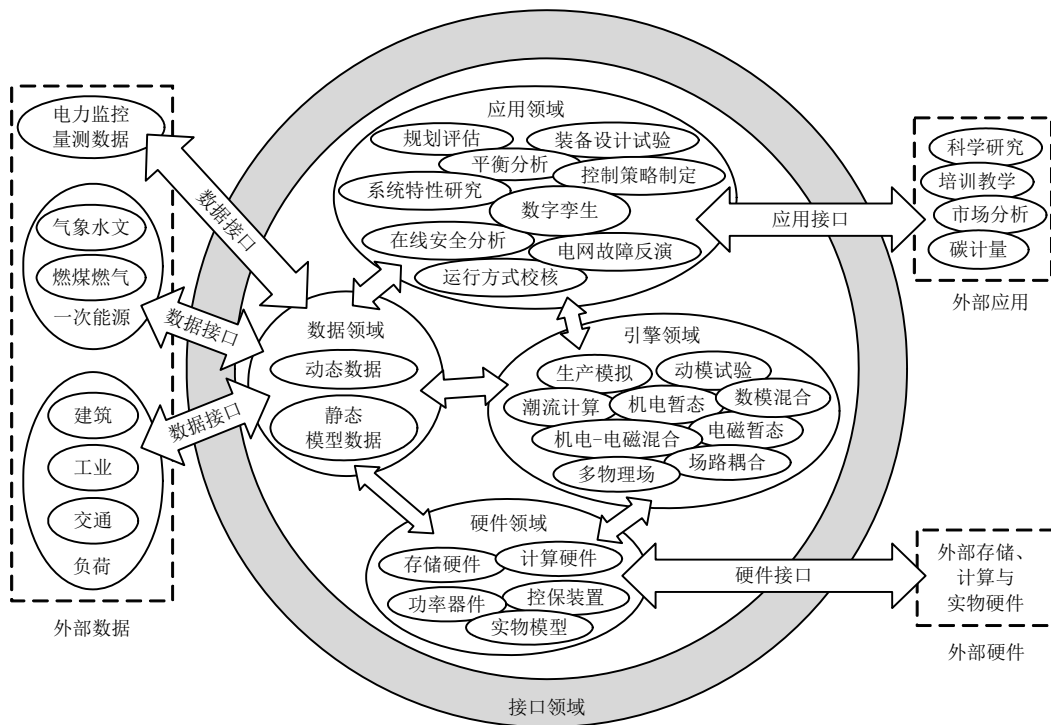 电力监控
量测数据
气象水文
燃煤燃气
一次能源
建筑
工业
交通
负荷
外部数据
数据接口
数据接口
数据接口
应用领域
规划评估
装备设计试验
平衡分析
控制策略制定
系统特性研究
数字孪生
在线安全分析
电网故障反演
运行方式校核
数据领域
动态数据
静态
模型数据
引擎领域
生产模拟
动模试验
潮流计算
机电暂态
数模混合
机电-电磁混合
电磁暂态
多物理场
场路耦合
硬件领域
存储硬件
计算硬件
功率器件
控保装置
实物模型
接口领域
应用接口
硬件接口
科学研究
培训教学
市场分析
碳计量
外部应用
外部存储、
计算与
实物硬件
外部硬件